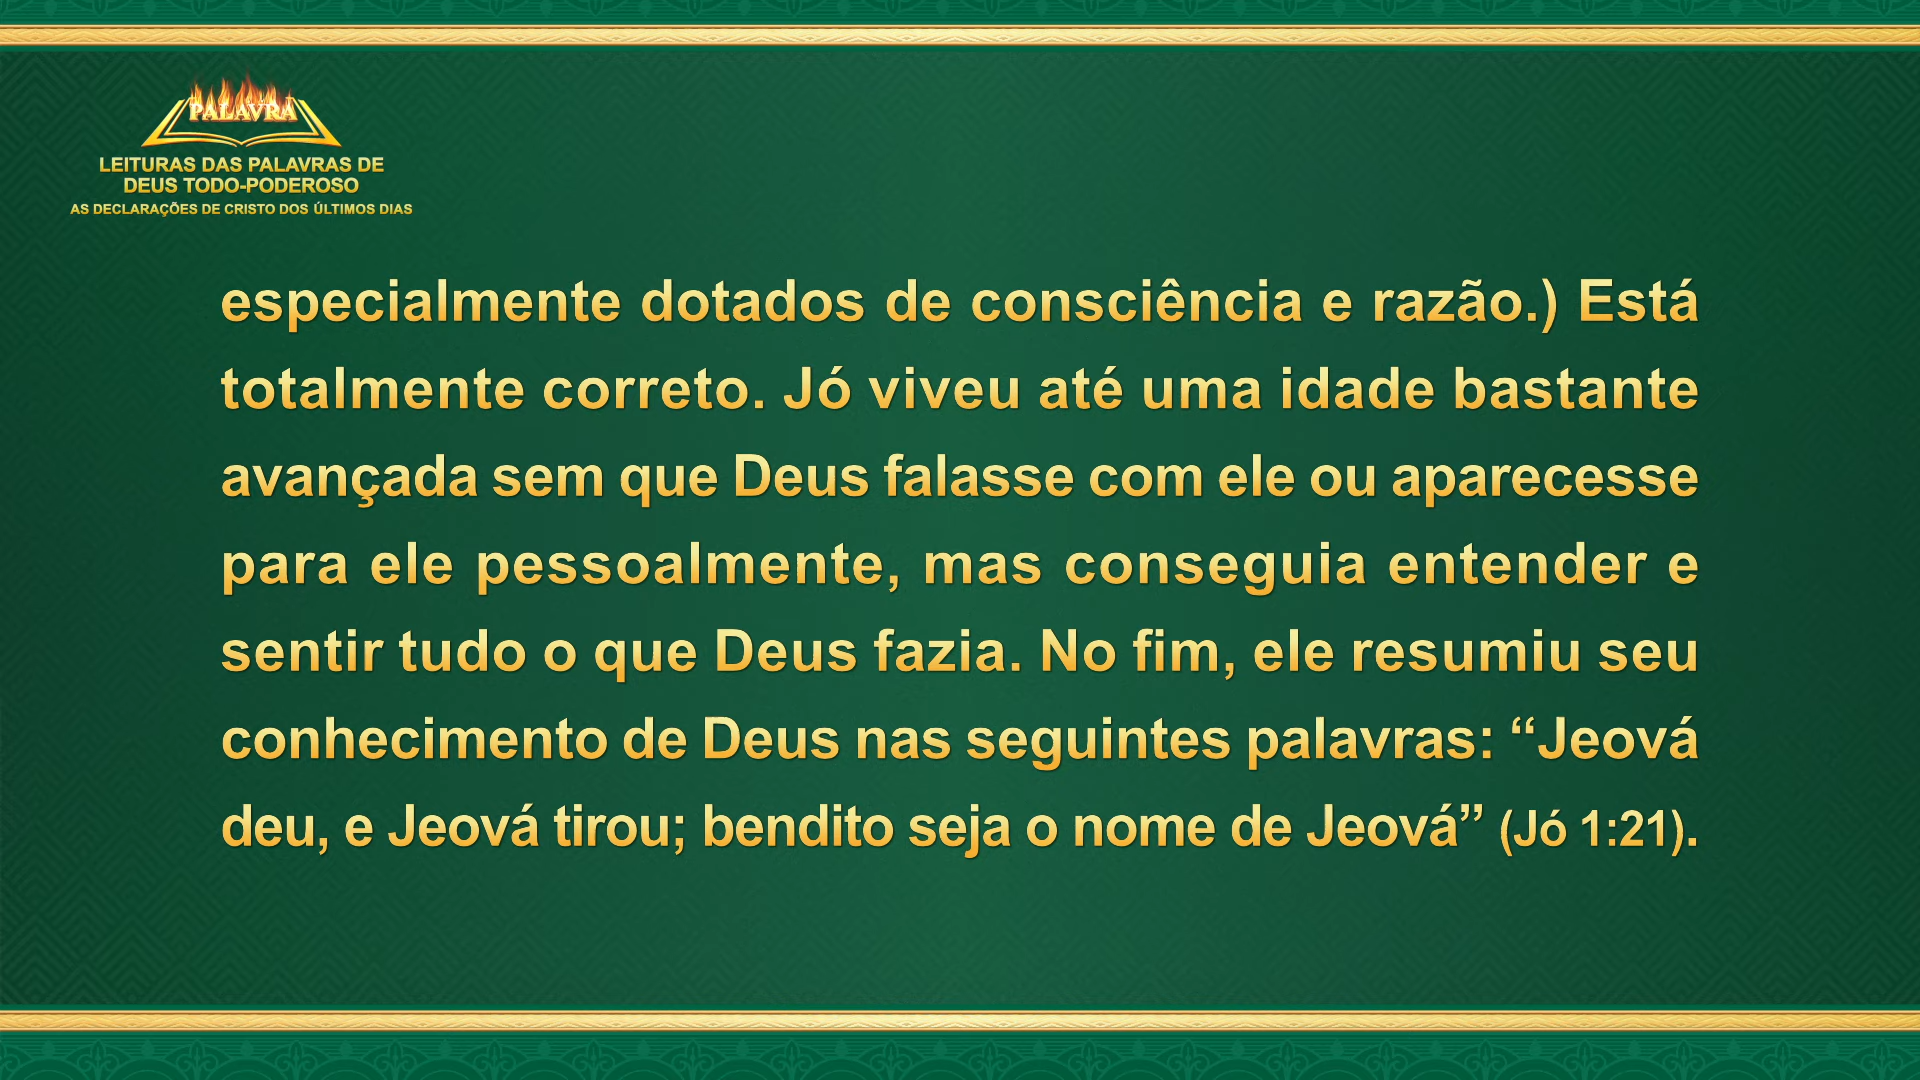 PALAVRA
LEITURAS DAS PALAVRAS DE
DEUS TODO-PODEROSO
AS DECLARAÇÕES DE CRISTO DOS ÚLTIMOS DIAS
especialmente dotados de consciência e razão.) Está
totalmente correto. Jó viveu até uma idade bastante
avançada sem que Deus falasse com ele ou aparecesse
para ele pessoalmente, mas conseguia entender e
sentir tudo o que Deus fazia. No fim, ele resumiu seu
conhecimento de Deus nas seguintes palavras: “Jeová
deu, e Jeová tirou; bendito seja o nome de Jeová” (Jó 1:21).